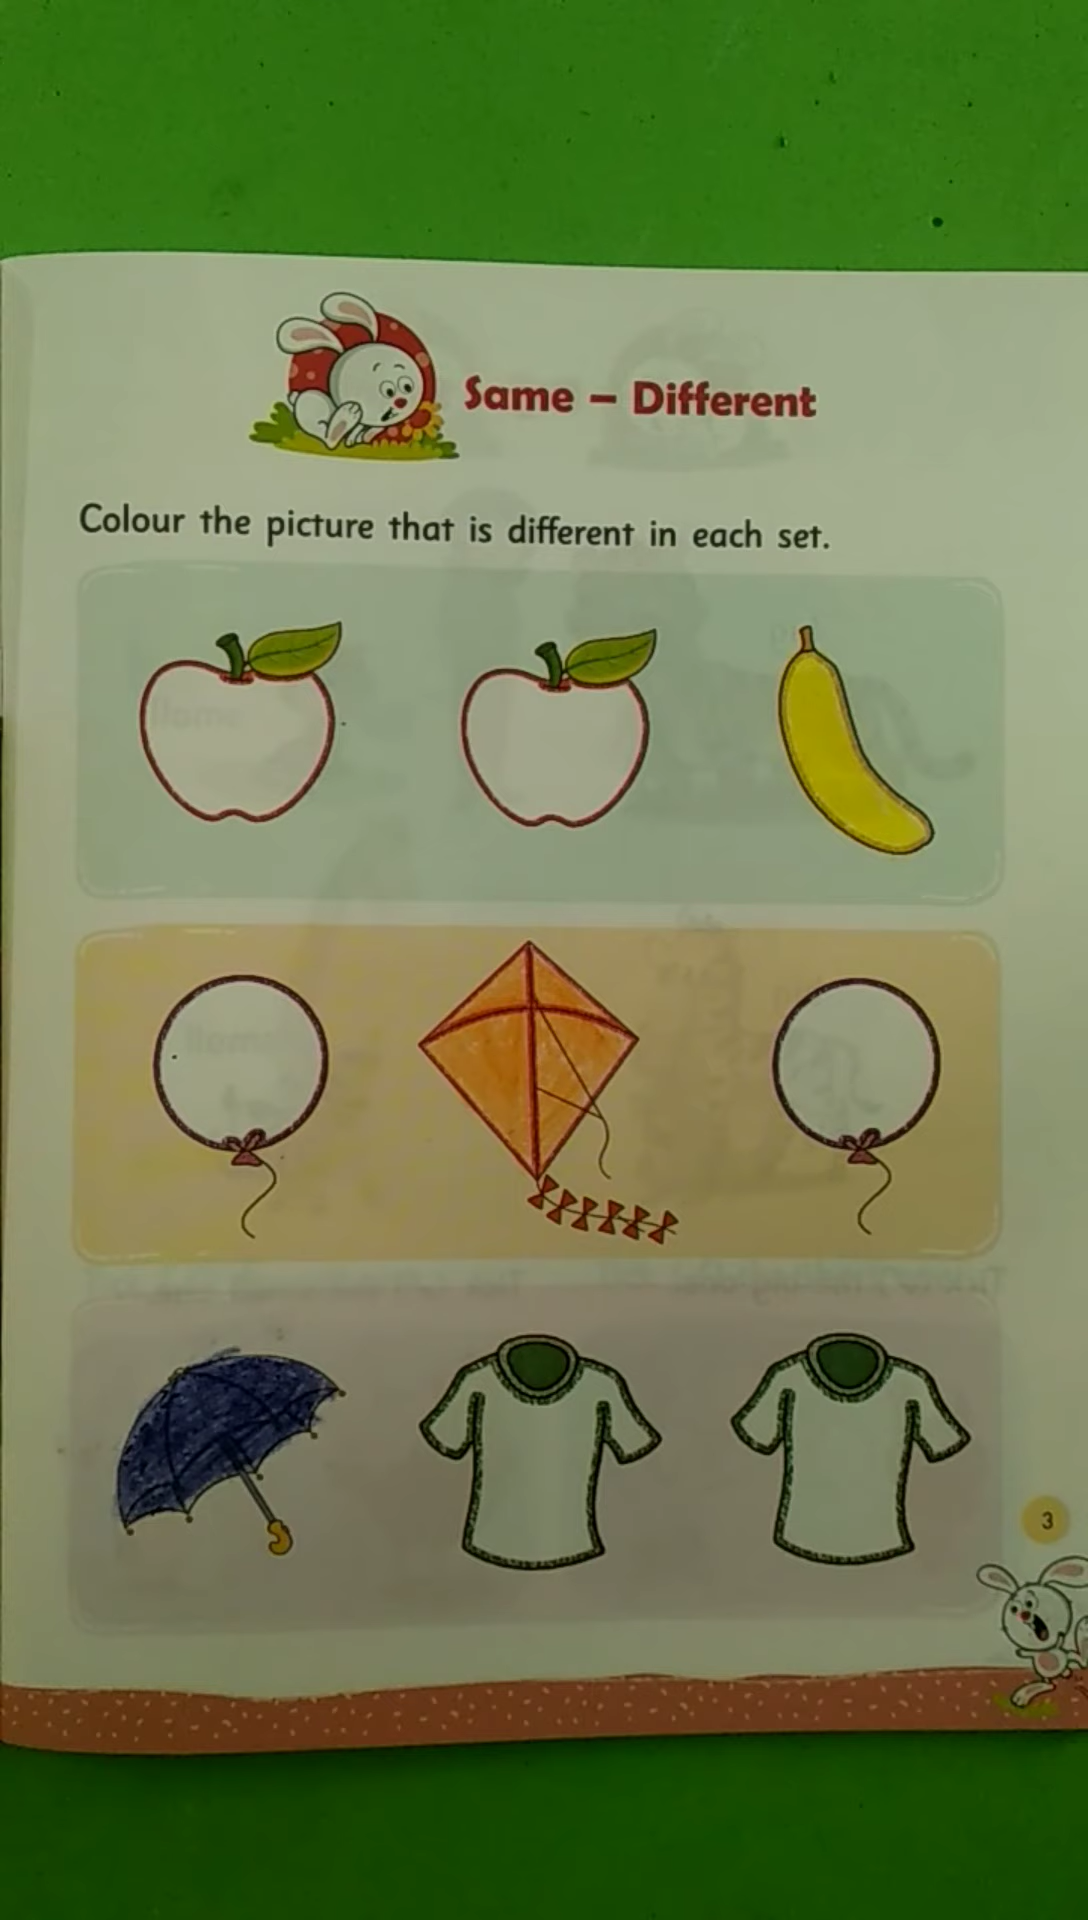 Same – Different
Colour the picture that is different in each set.
3